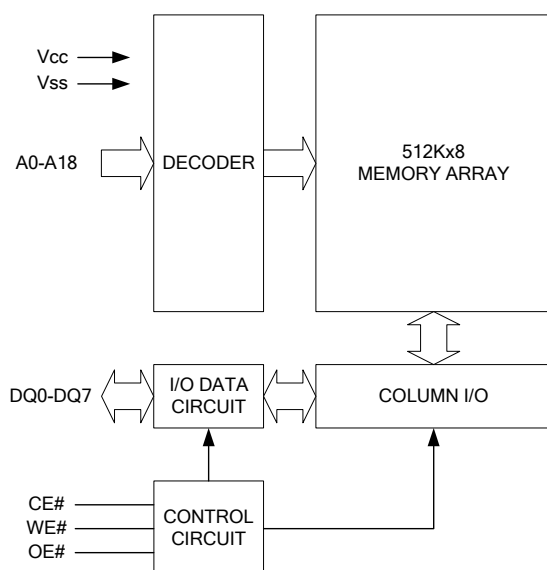 Vcc
Vss
A0-A18
DECODER
512Kx8
MEMORY ARRAY
DQ0-DQ7
I/O DATA
CIRCUIT
COLUMN I/O
CE#
WE#
OE#
CONTROL
CIRCUIT